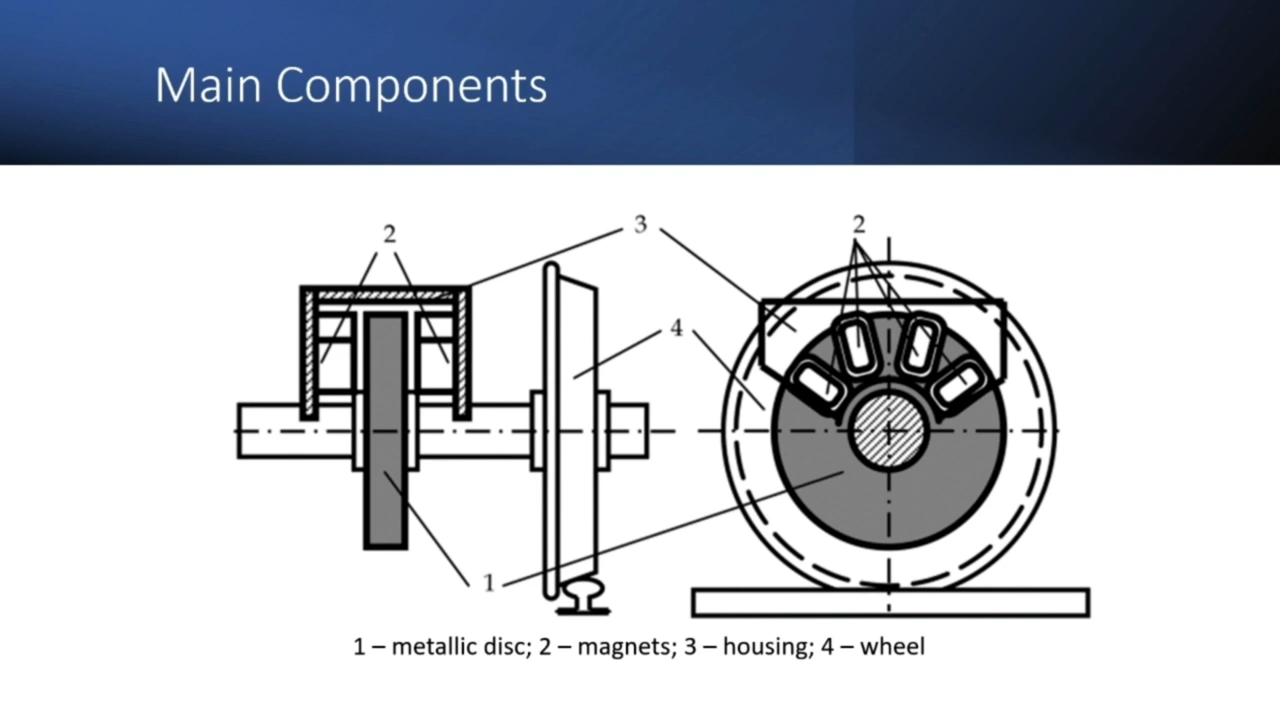 Main Components
2
3
2
4
1
1 – metallic disc; 2 – magnets; 3 – housing; 4 – wheel